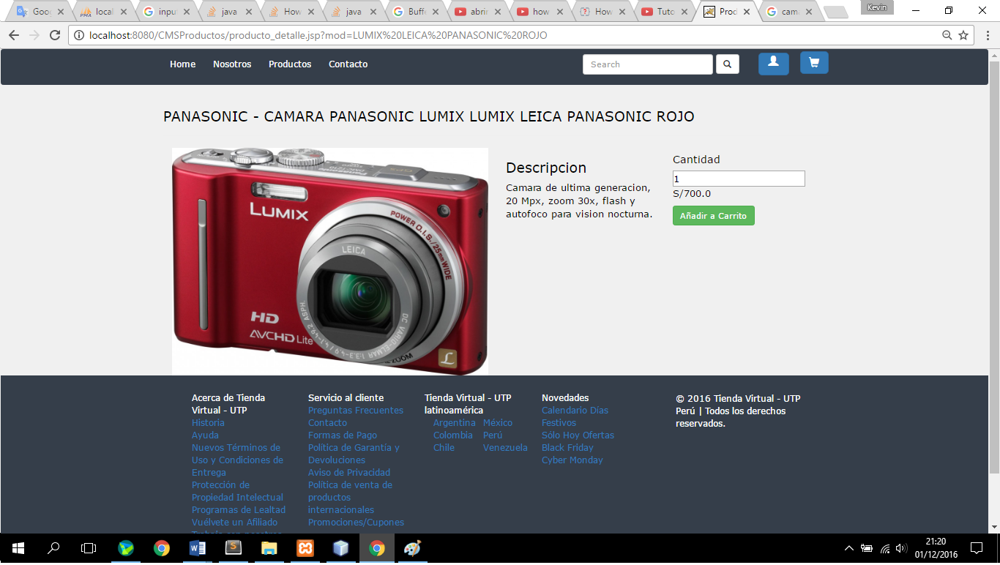 Goo
local
inpu
java
How
java
Buff
abrir
how
How
Tuto
Prod
cam
Kevin
localhost:8080/CMSProductos/producto_detalle.jsp?mod=LUMIX%20LEICA%20PANASONIC%20ROJO
Home Nosotros Productos Contacto Search
PANASONIC - CAMARA PANASONIC LUMIX LUMIX LEICA PANASONIC ROJO
LUMIX
POWER O.I.S./25mm WIDE
LEICA
HD
AVCHD Lite
DC VARIO-ELMAR 1:3.3-4.9 / 4.1-49.2 ASPH.
ZOOM
L
Descripcion
Camara de ultima generacion,
20 Mpx, zoom 30x, flash y
autofoco para vision nocturna.
Cantidad
1
S/700.0
Añadir a Carrito
Acerca de Tienda
Virtual - UTP
Historia
Ayuda
Nuevos Términos de
Uso y Condiciones de
Entrega
Protección de
Propiedad Intelectual
Programas de Lealtad
Vuélvete un Afiliado
Servicio al cliente
Preguntas Frecuentes
Contacto
Formas de Pago
Política de Garantía y
Devoluciones
Aviso de Privacidad
Política de venta de
productos
internacionales
Promociones/Cupones
Tienda Virtual - UTP
latinoamérica
Argentina México
Colombia Perú
Chile Venezuela
Novedades
Calendario Días
Festivos
Sólo Hoy Ofertas
Black Friday
Cyber Monday
© 2016 Tienda Virtual - UTP
Perú | Todos los derechos
reservados.
21:20
01/12/2016